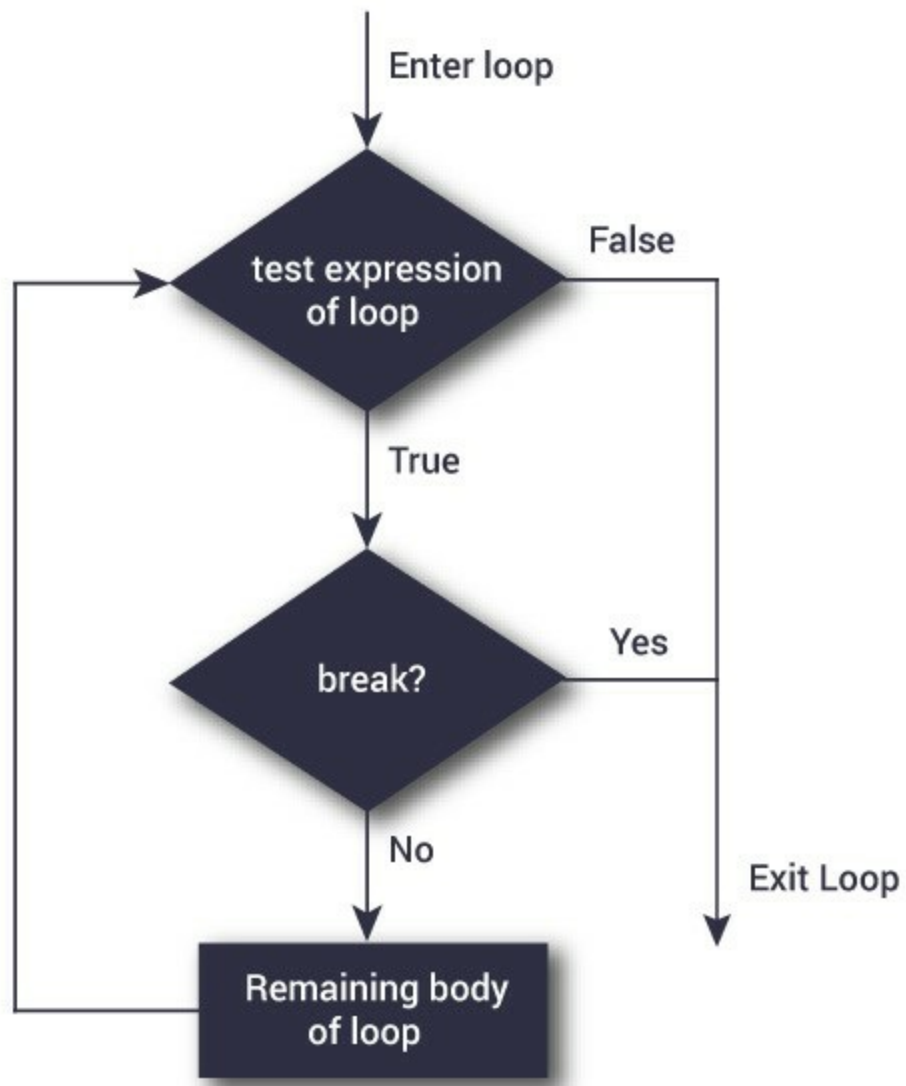 Enter loop
False
test expression
of loop
True
Yes
break?
No
Exit Loop
Remaining body
of loop